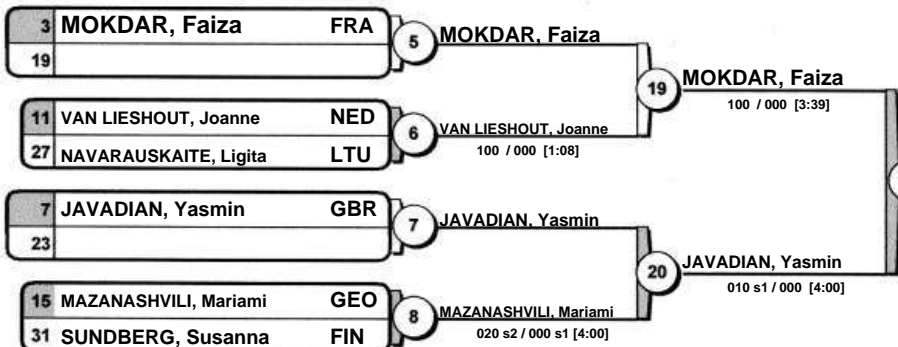 3 MOKDAR, Faiza FRA
19
5 MOKDAR, Faiza
11 VAN LIESHOUT, Joanne NED
27 NAVARAUSKAITE, Ligita LTU
6 VAN LIESHOUT, Joanne
100 / 000 [1:08]
19 MOKDAR, Faiza
100 / 000 [3:39]
7 JAVADIAN, Yasmin GBR
23
7 JAVADIAN, Yasmin
15 MAZANASHVILI, Mariami GEO
31 SUNDBERG, Susanna FIN
8 MAZANASHVILI, Mariami
020 s2 / 000 s1 [4:00]
20 JAVADIAN, Yasmin
010 s1 / 000 [4:00]